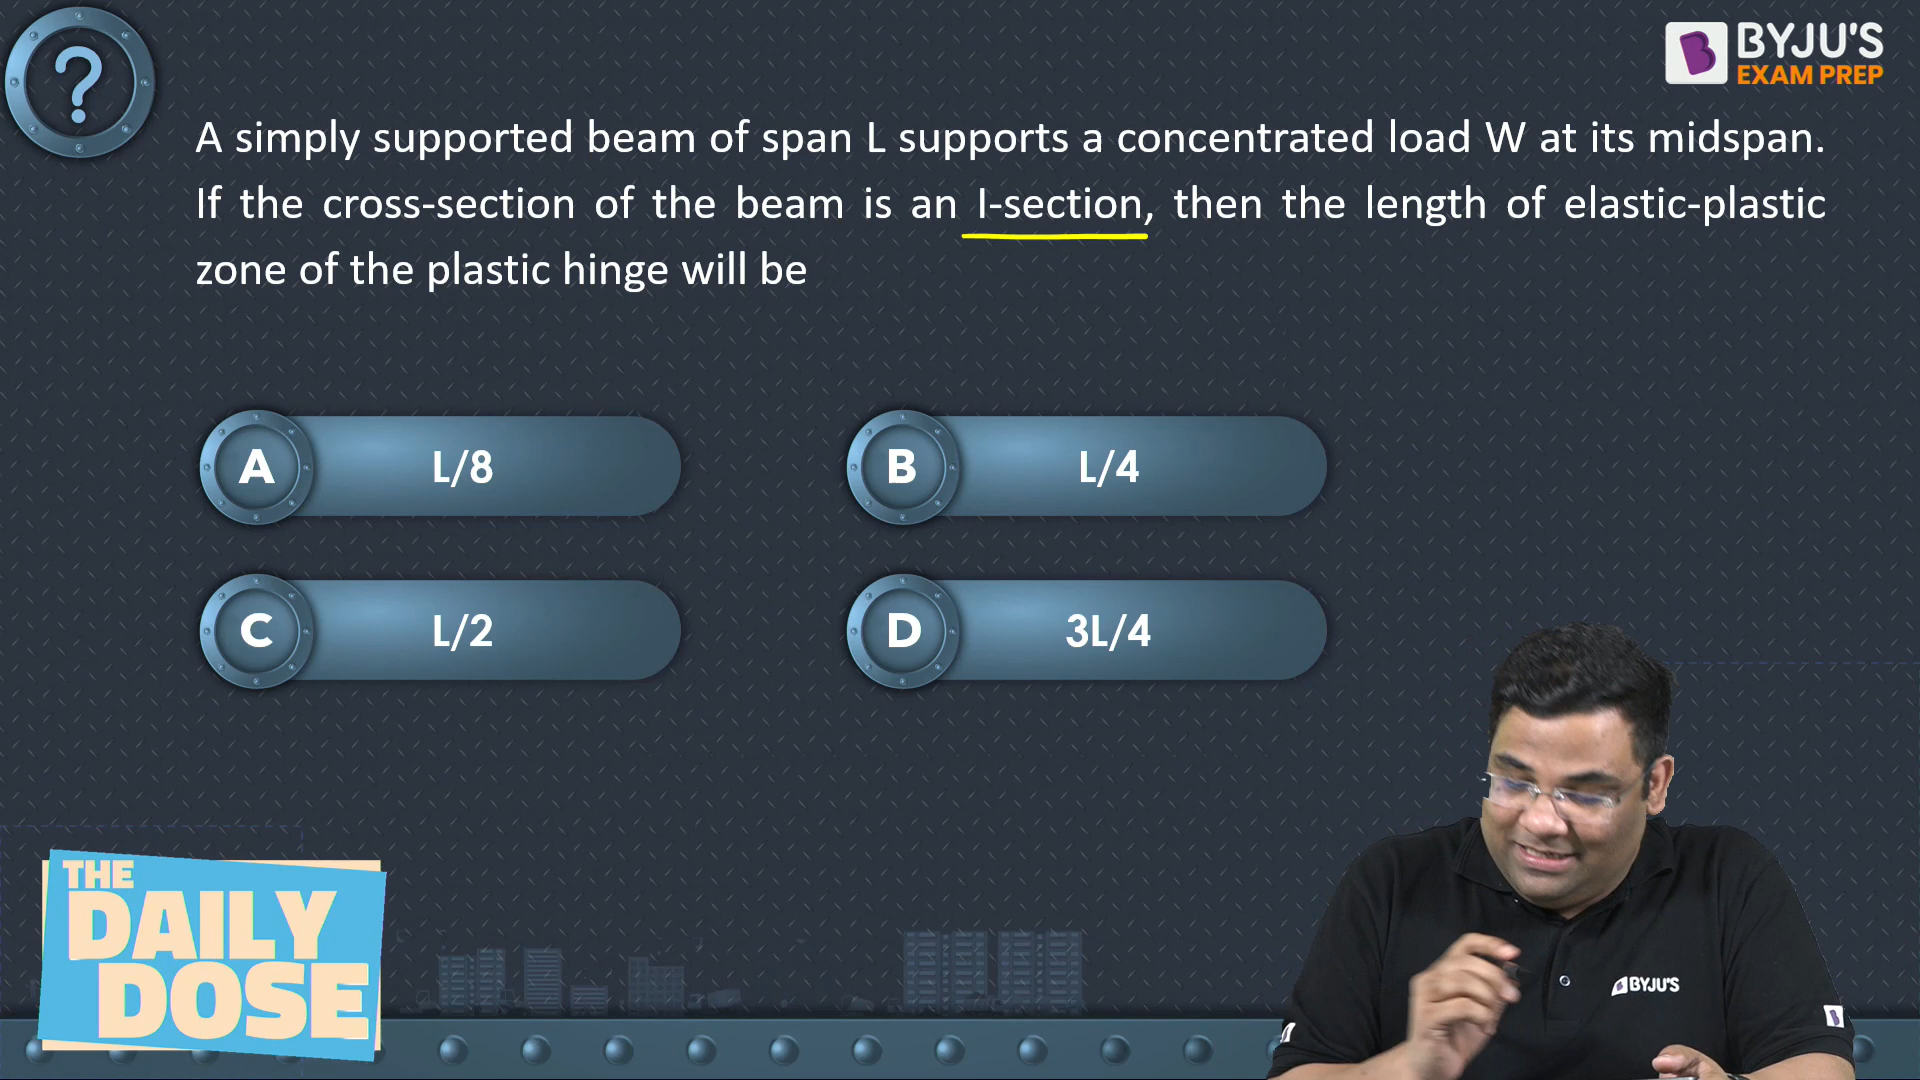 ?
BYJU'S
EXAM PREP
A simply supported beam of span L supports a concentrated load W at its midspan.
If the cross-section of the beam is an I-section, then the length of elastic-plastic
zone of the plastic hinge will be
A L/8
B L/4
C L/2
D 3L/4
THE
DAILY
DOSE
BYJU'S